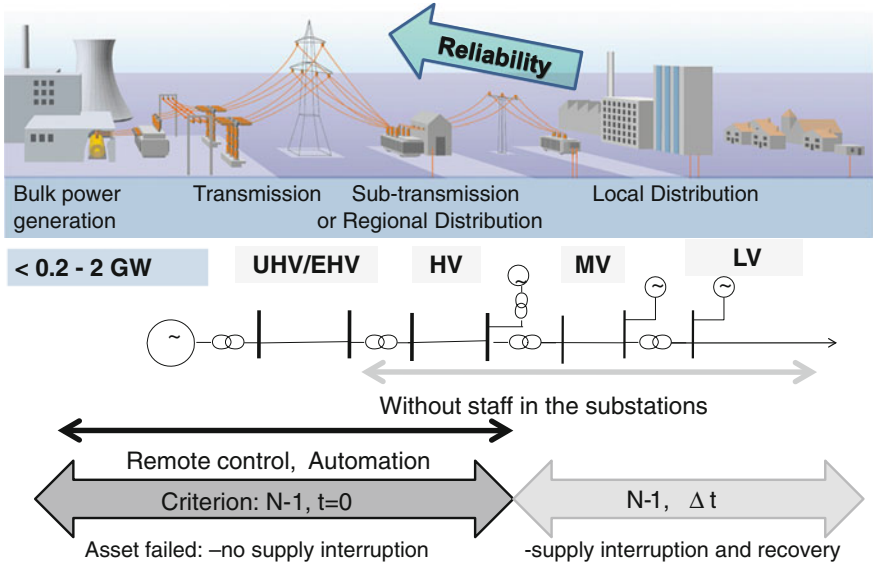 Reliability
Bulk power
generation
Transmission
Sub-transmission
or Regional Distribution
Local Distribution
< 0.2 - 2 GW
UHV/EHV
HV
MV
LV
~
~
~
~
Without staff in the substations
Remote control, Automation
Criterion: N-1, t=0
N-1, Δ t
Asset failed: –no supply interruption
-supply interruption and recovery